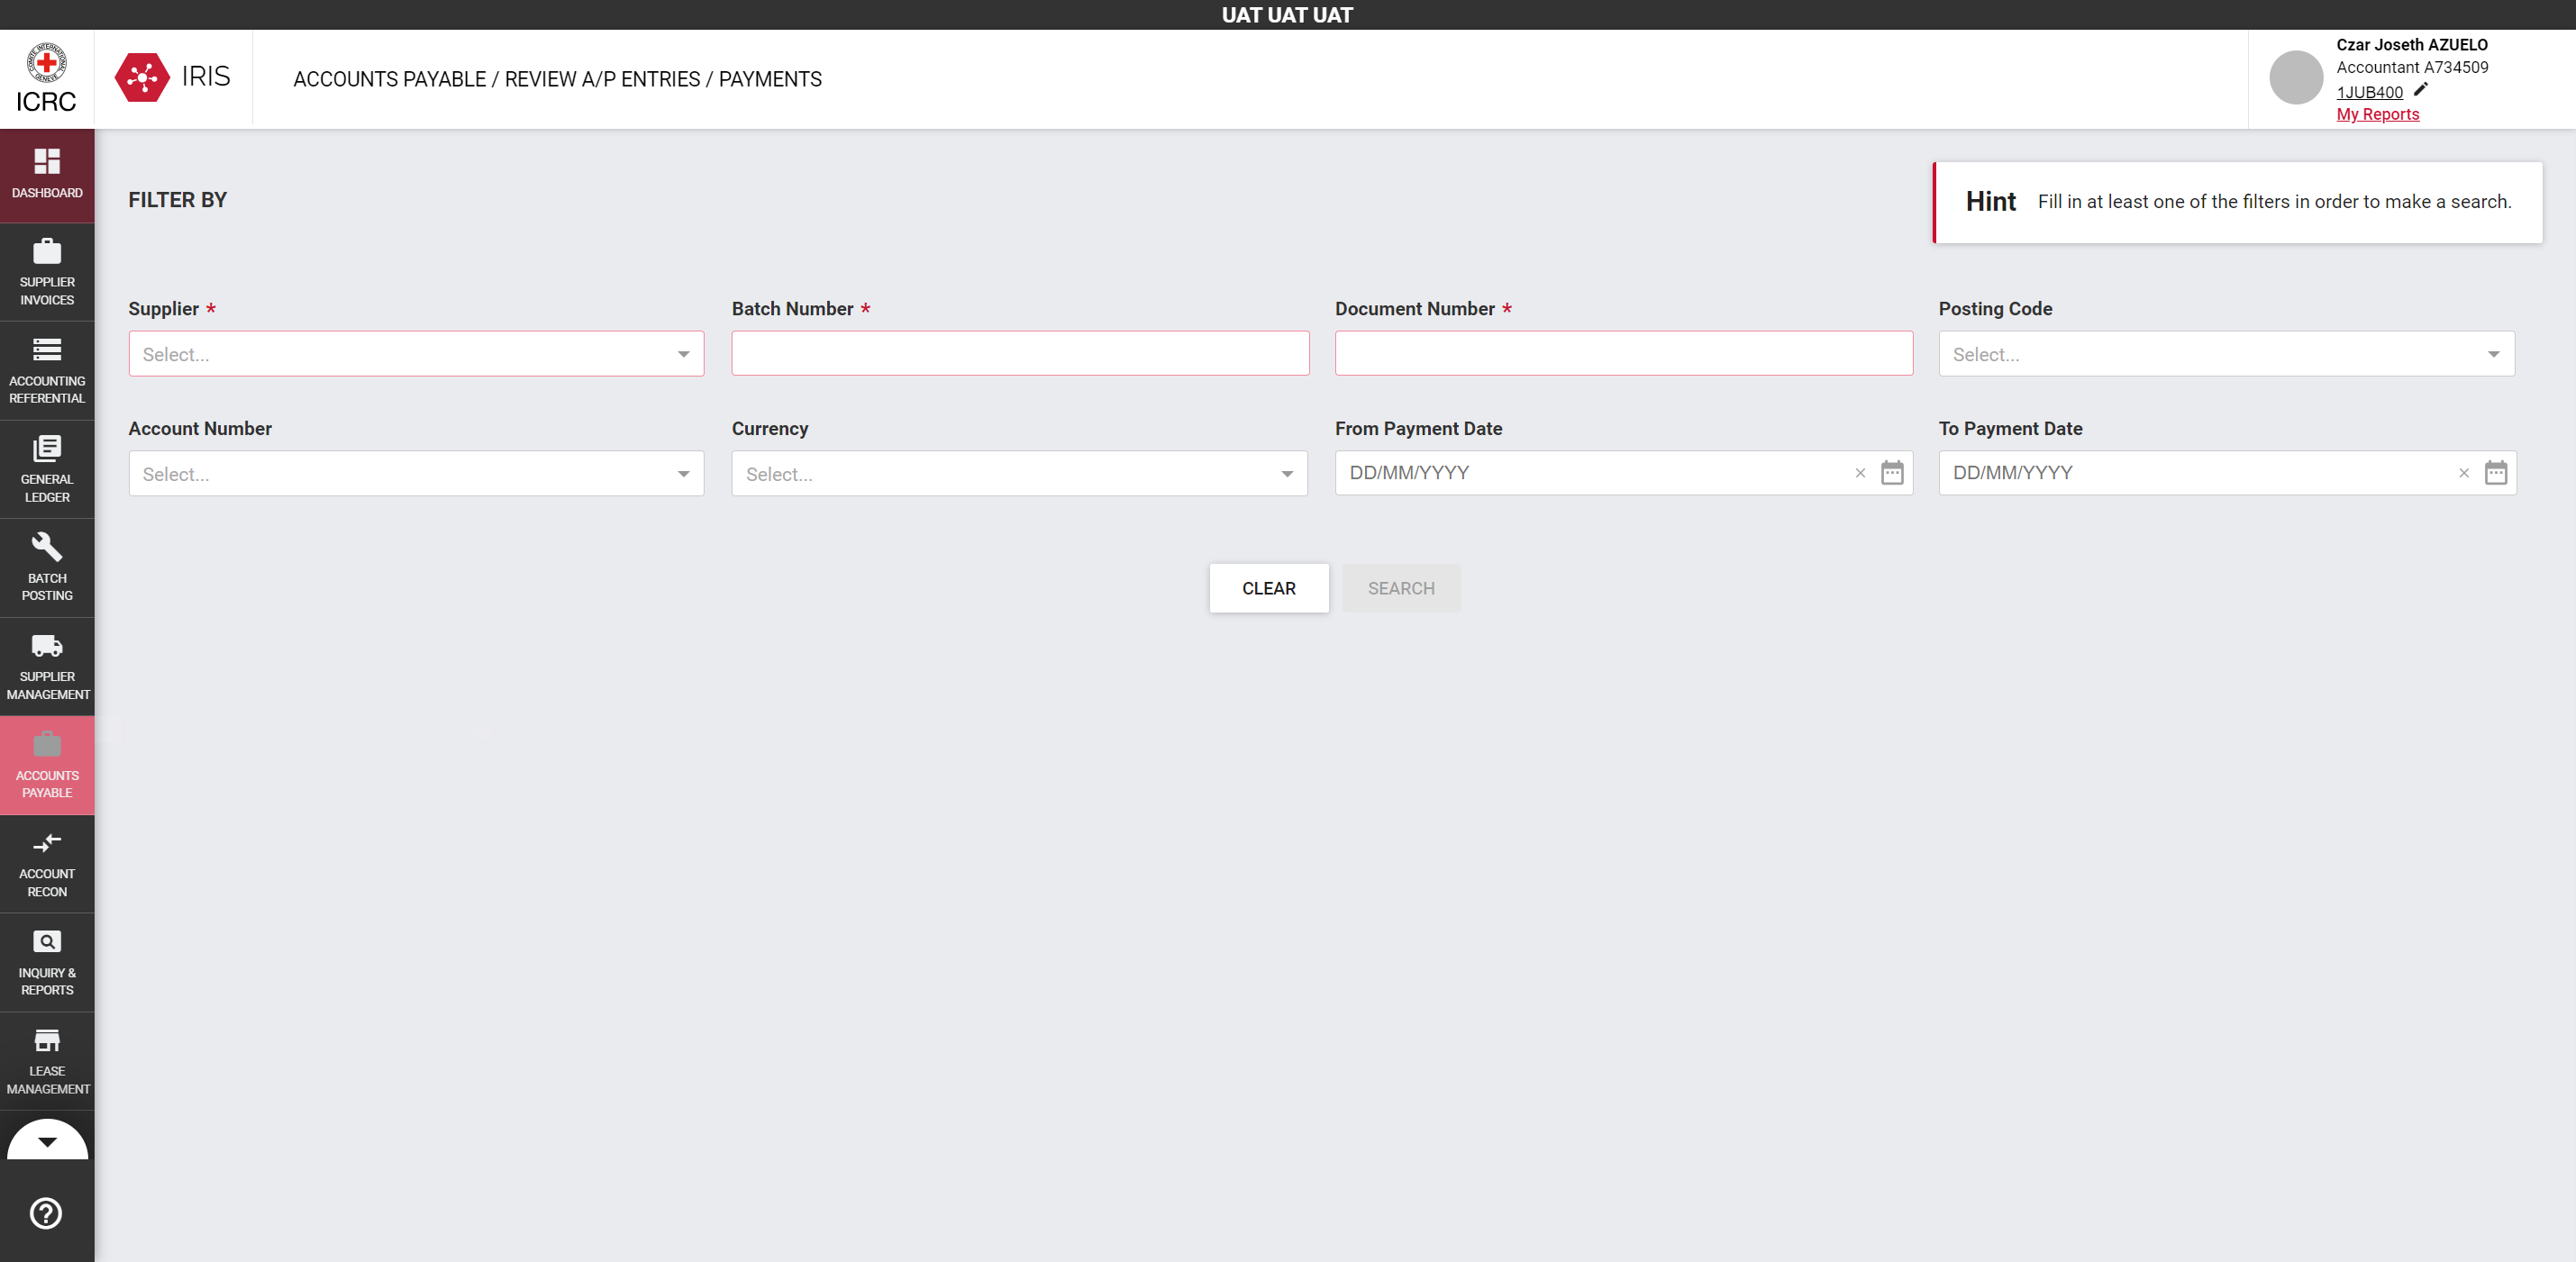 UAT UAT UAT
COMITE INTERNATIONAL GENEVE
ICRC
IRIS
ACCOUNTS PAYABLE / REVIEW A/P ENTRIES / PAYMENTS
Czar Joseth AZUELO
Accountant A734509
1JUB400
My Reports
DASHBOARD
SUPPLIER
INVOICES
ACCOUNTING
REFERENTIAL
GENERAL
LEDGER
BATCH
POSTING
SUPPLIER
MANAGEMENT
ACCOUNTS
PAYABLE
ACCOUNT
RECON
INQUIRY &
REPORTS
LEASE
MANAGEMENT
FILTER BY
Hint Fill in at least one of the filters in order to make a search.
Supplier * Batch Number * Document Number * Posting Code
Select... Select...
Account Number Currency From Payment Date To Payment Date
Select... Select... DD/MM/YYYY DD/MM/YYYY
CLEAR SEARCH